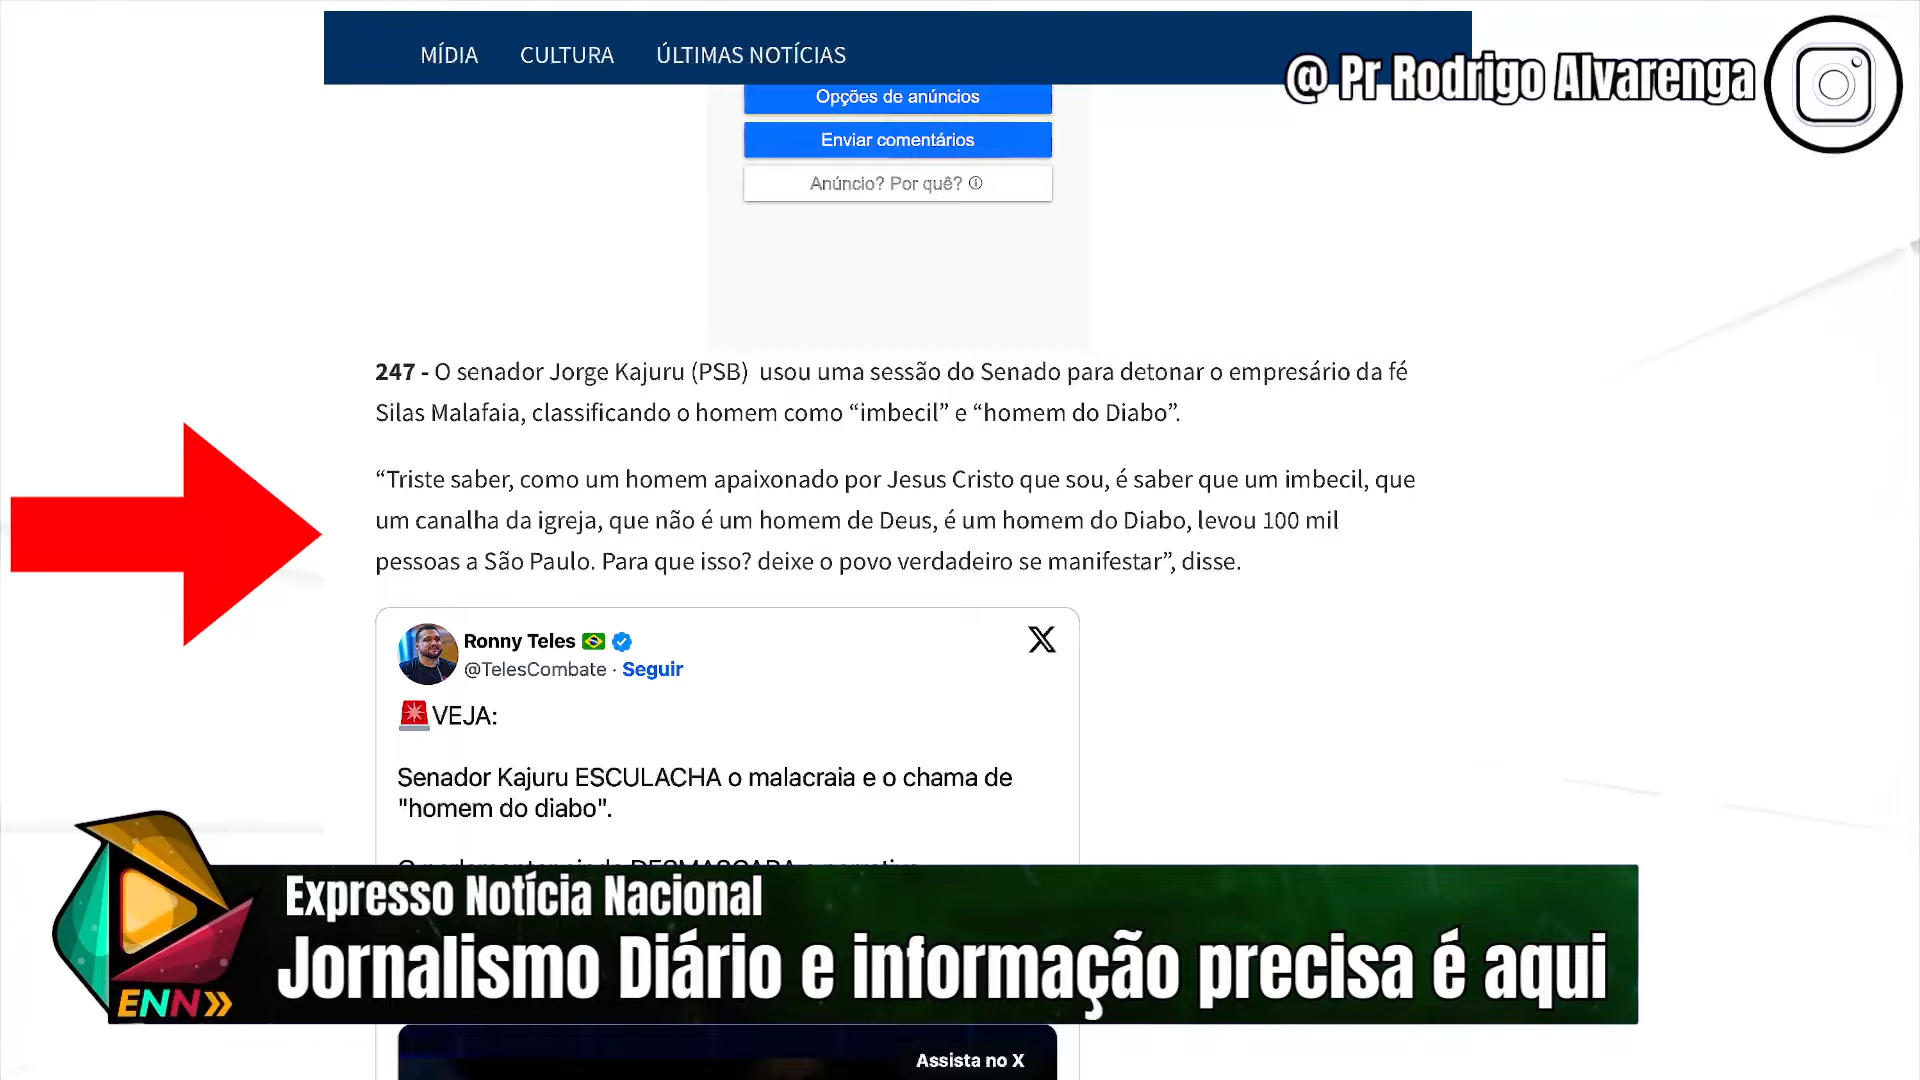 MÍDIA CULTURA ÚLTIMAS NOTÍCIAS
@ Pr Rodrigo Alvarenga
Opções de anúncios
Enviar comentários
Anúncio? Por quê?
247 - O senador Jorge Kajuru (PSB) usou uma sessão do Senado para detonar o empresário da fé
Silas Malafaia, classificando o homem como “imbecil” e “homem do Diabo”.
“Triste saber, como um homem apaixonado por Jesus Cristo que sou, é saber que um imbecil, que
um canalha da igreja, que não é um homem de Deus, é um homem do Diabo, levou 100 mil
pessoas a São Paulo. Para que isso? deixe o povo verdadeiro se manifestar”, disse.
Ronny Teles
@TelesCombate · Seguir
VEJA:
Senador Kajuru ESCULACHA o malacraia e o chama de
"homem do diabo".
Expresso Notícia Nacional
Jornalismo Diário e informação precisa é aqui
ENN
Assista no X